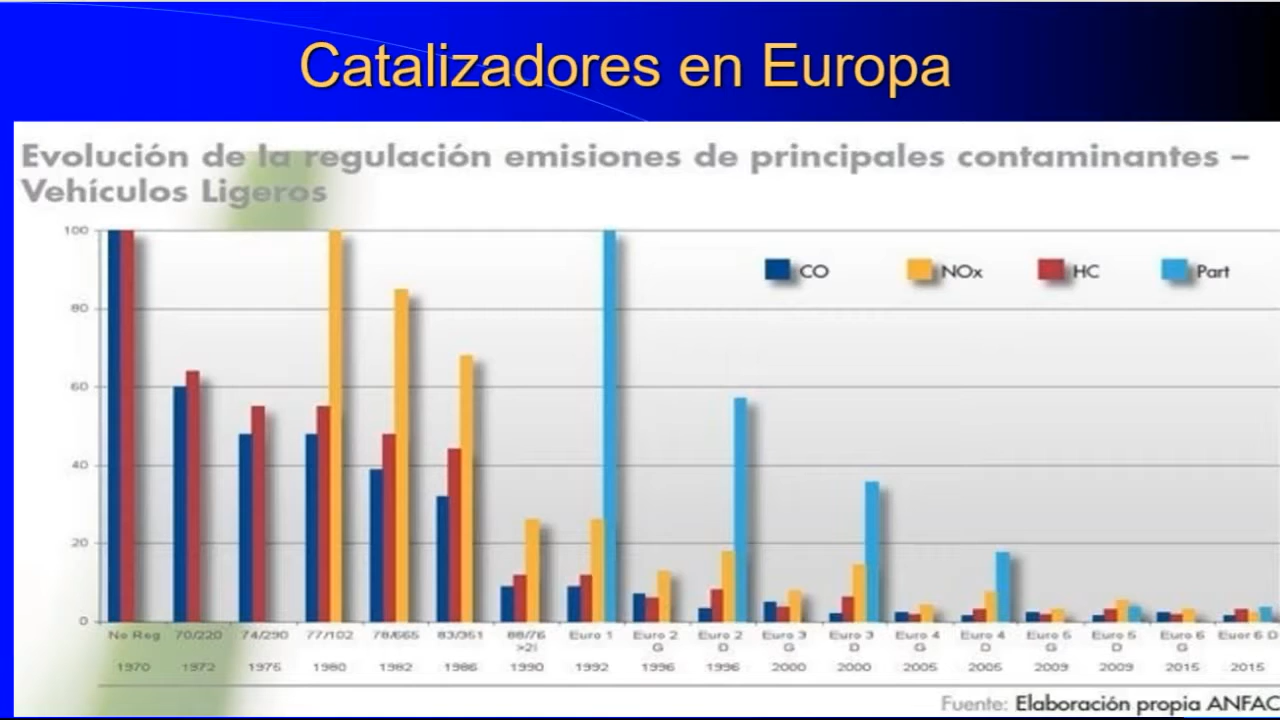 Catalizadores en Europa
Evolución de la regulación emisiones de principales contaminantes –
Vehículos Ligeros
CO NOx HC Part
100
80
60
40
20
0
No Reg 70/220 74/290 77/102 78/665 83/351 88/76 >2l Euro 1 Euro 2 G Euro 2 D Euro 3 G Euro 3 D Euro 4 G Euro 4 D Euro 5 D Euro 6 G Euor 6 D
1970 1972 1975 1980 1982 1986 1990 1992 1996 1996 2000 2000 2005 2005 2009 2009 2015 2015
Fuente: Elaboración propia ANFAC